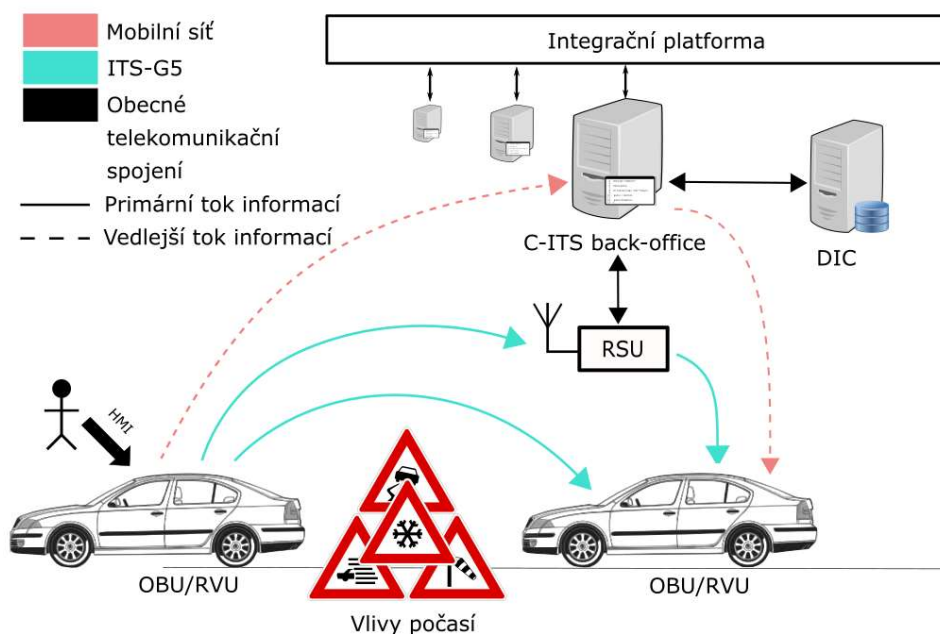 Mobilní síť
ITS-G5
Obecné
telekomunikační
spojení
Primární tok informací
Vedlejší tok informací
Integrační platforma
C-ITS back-office
DIC
RSU
HMI
OBU/RVU
OBU/RVU
Vlivy počasí